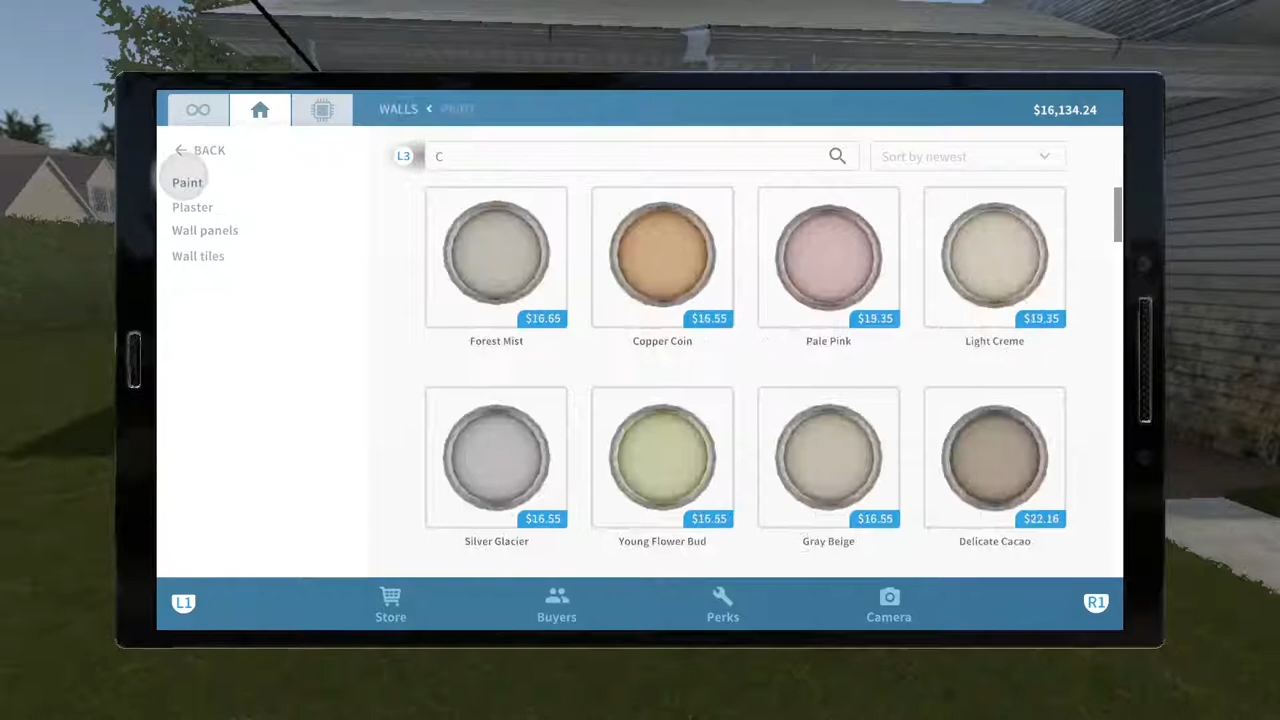 WALLS < PAINT
$16,134.24
BACK
L3
C
Sort by newest
Paint
Plaster
Wall panels
Wall tiles
$16.65
$16.55
$19.35
$19.35
Forest Mist
Copper Coin
Pale Pink
Light Creme
$16.55
$16.55
$16.55
$22.16
Silver Glacier
Young Flower Bud
Gray Beige
Delicate Cacao
L1
Store
Buyers
Perks
Camera
R1